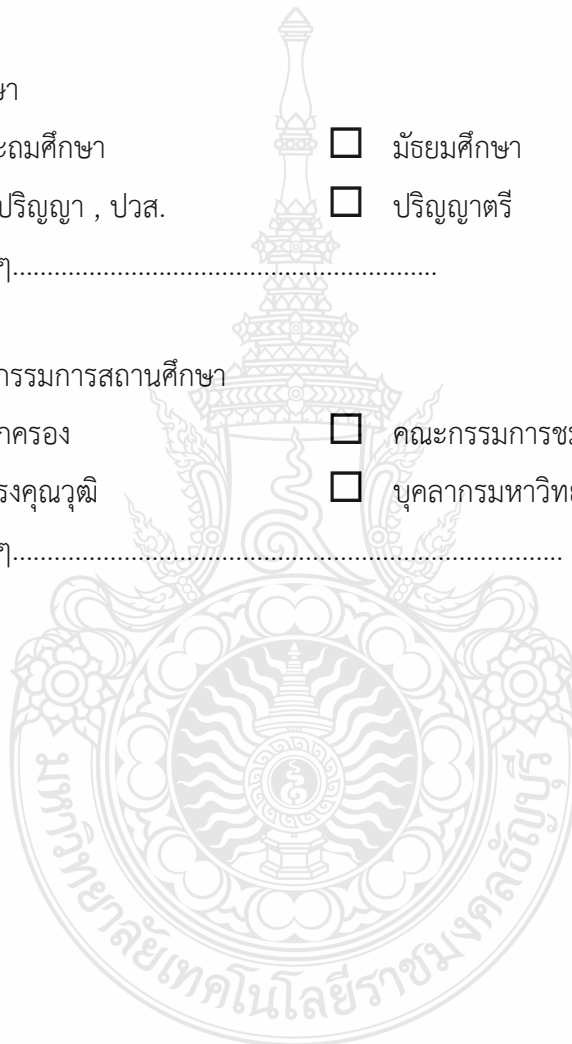 ษา
ะถมศึกษา ☐ มัธยมศึกษา
ปริญญา , ปวส. ☐ ปริญญาตรี
ๆ.............................................................
กรรมการสถานศึกษา
กครอง ☐ คณะกรรมการช
รงคุณวุฒิ ☐ บุคลากรมหาวิท
ๆ...............................................................................
มหาวิทยาลัยเทคโนโลยีราชมงคลธัญบุรี